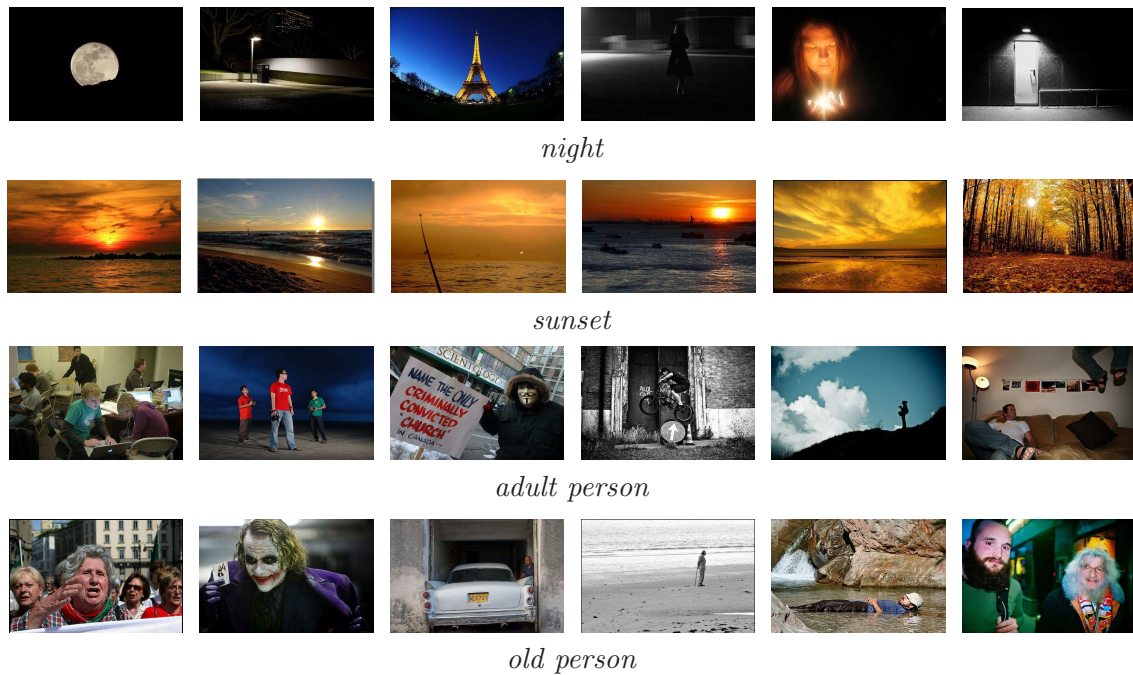 night
sunset
SCIENTOLOGY
NAME THE ONLY
CRIMINALLY
CONVICTED
"CHURCH"
IN CANADA
adult person
old person